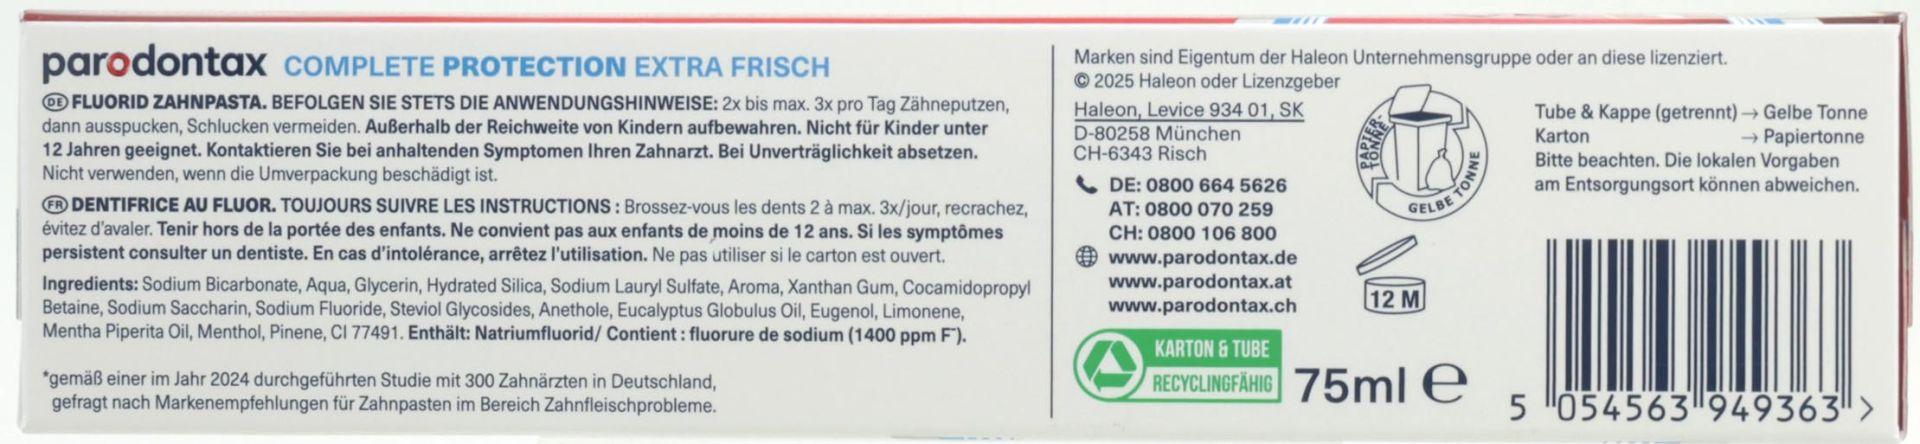 parodontax COMPLETE PROTECTION EXTRA FRISCH
DE FLUORID ZAHNPASTA. BEFOLGEN SIE STETS DIE ANWENDUNGSHINWEISE: 2x bis max. 3x pro Tag Zähneputzen,
dann ausspucken, Schlucken vermeiden. Außerhalb der Reichweite von Kindern aufbewahren. Nicht für Kinder unter
12 Jahren geeignet. Kontaktieren Sie bei anhaltenden Symptomen Ihren Zahnarzt. Bei Unverträglichkeit absetzen.
Nicht verwenden, wenn die Umverpackung beschädigt ist.
FR DENTIFRICE AU FLUOR. TOUJOURS SUIVRE LES INSTRUCTIONS : Brossez-vous les dents 2 à max. 3x/jour, recrachez,
évitez d'avaler. Tenir hors de la portée des enfants. Ne convient pas aux enfants de moins de 12 ans. Si les symptômes
persistent consulter un dentiste. En cas d'intolérance, arrêtez l'utilisation. Ne pas utiliser si le carton est ouvert.
Ingredients: Sodium Bicarbonate, Aqua, Glycerin, Hydrated Silica, Sodium Lauryl Sulfate, Aroma, Xanthan Gum, Cocamidopropyl
Betaine, Sodium Saccharin, Sodium Fluoride, Steviol Glycosides, Anethole, Eucalyptus Globulus Oil, Eugenol, Limonene,
Mentha Piperita Oil, Menthol, Pinene, CI 77491. Enthält: Natriumfluorid/ Contient : fluorure de sodium (1400 ppm F⁻).
*gemäß einer im Jahr 2024 durchgeführten Studie mit 300 Zahnärzten in Deutschland,
gefragt nach Markenempfehlungen für Zahnpasten im Bereich Zahnfleischprobleme.
Marken sind Eigentum der Haleon Unternehmensgruppe oder an diese lizenziert.
© 2025 Haleon oder Lizenzgeber
Haleon, Levice 934 01, SK
D-80258 München
CH-6343 Risch
DE: 0800 664 5626
AT: 0800 070 259
CH: 0800 106 800
www.parodontax.de
www.parodontax.at
www.parodontax.ch
KARTON & TUBE
RECYCLINGFÄHIG
75ml ℮
PAPIER-
TONNE
GELBE TONNE
12 M
Tube & Kappe (getrennt) → Gelbe Tonne
Karton → Papiertonne
Bitte beachten. Die lokalen Vorgaben
am Entsorgungsort können abweichen.
5 054563 949363 >